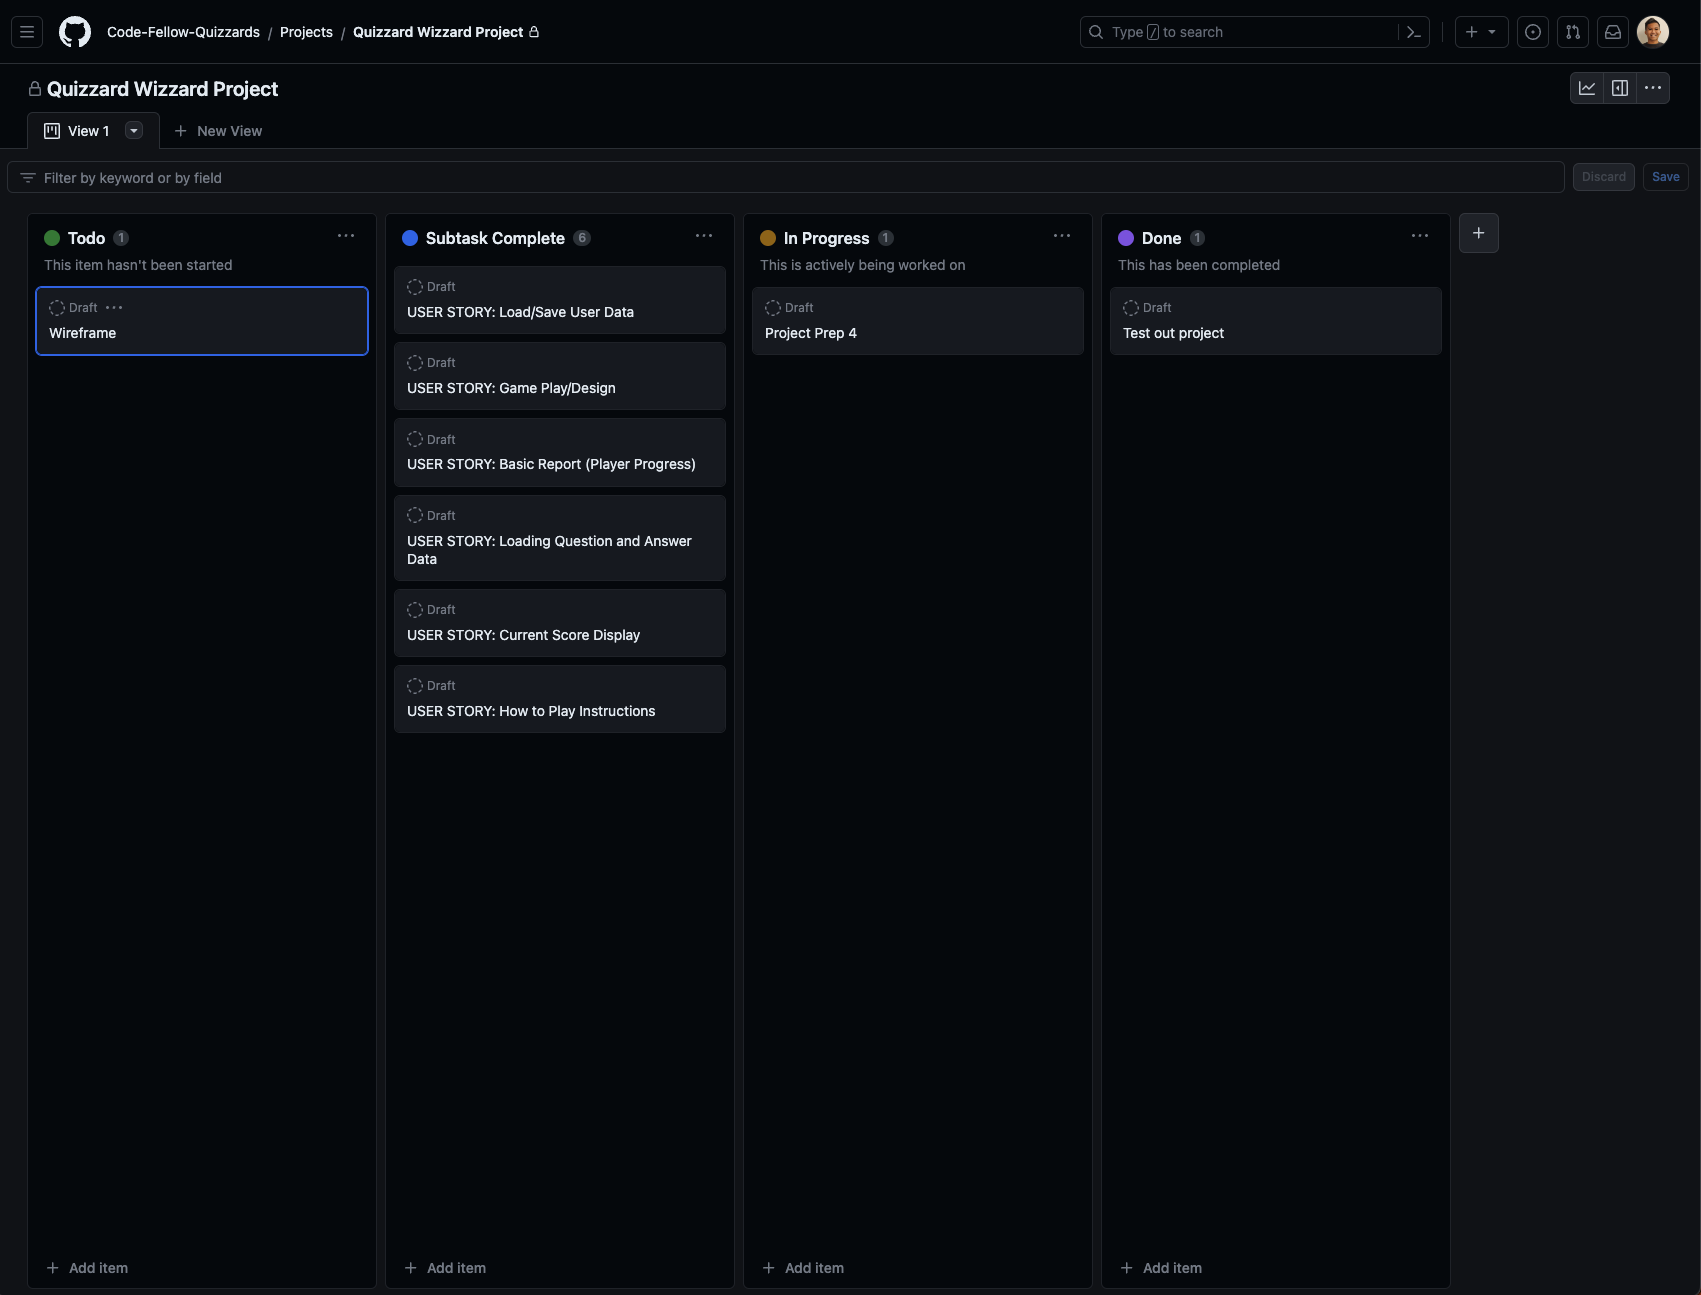 Code-Fellow-Quizzards / Projects / Quizzard Wizzard Project
Type / to search
Quizzard Wizzard Project
View 1
New View
Filter by keyword or by field
Discard
Save
Todo 1
This item hasn't been started
Draft
Wireframe
Add item
Subtask Complete 6
Draft
USER STORY: Load/Save User Data
Draft
USER STORY: Game Play/Design
Draft
USER STORY: Basic Report (Player Progress)
Draft
USER STORY: Loading Question and Answer
Data
Draft
USER STORY: Current Score Display
Draft
USER STORY: How to Play Instructions
Add item
In Progress 1
This is actively being worked on
Draft
Project Prep 4
Add item
Done 1
This has been completed
Draft
Test out project
Add item